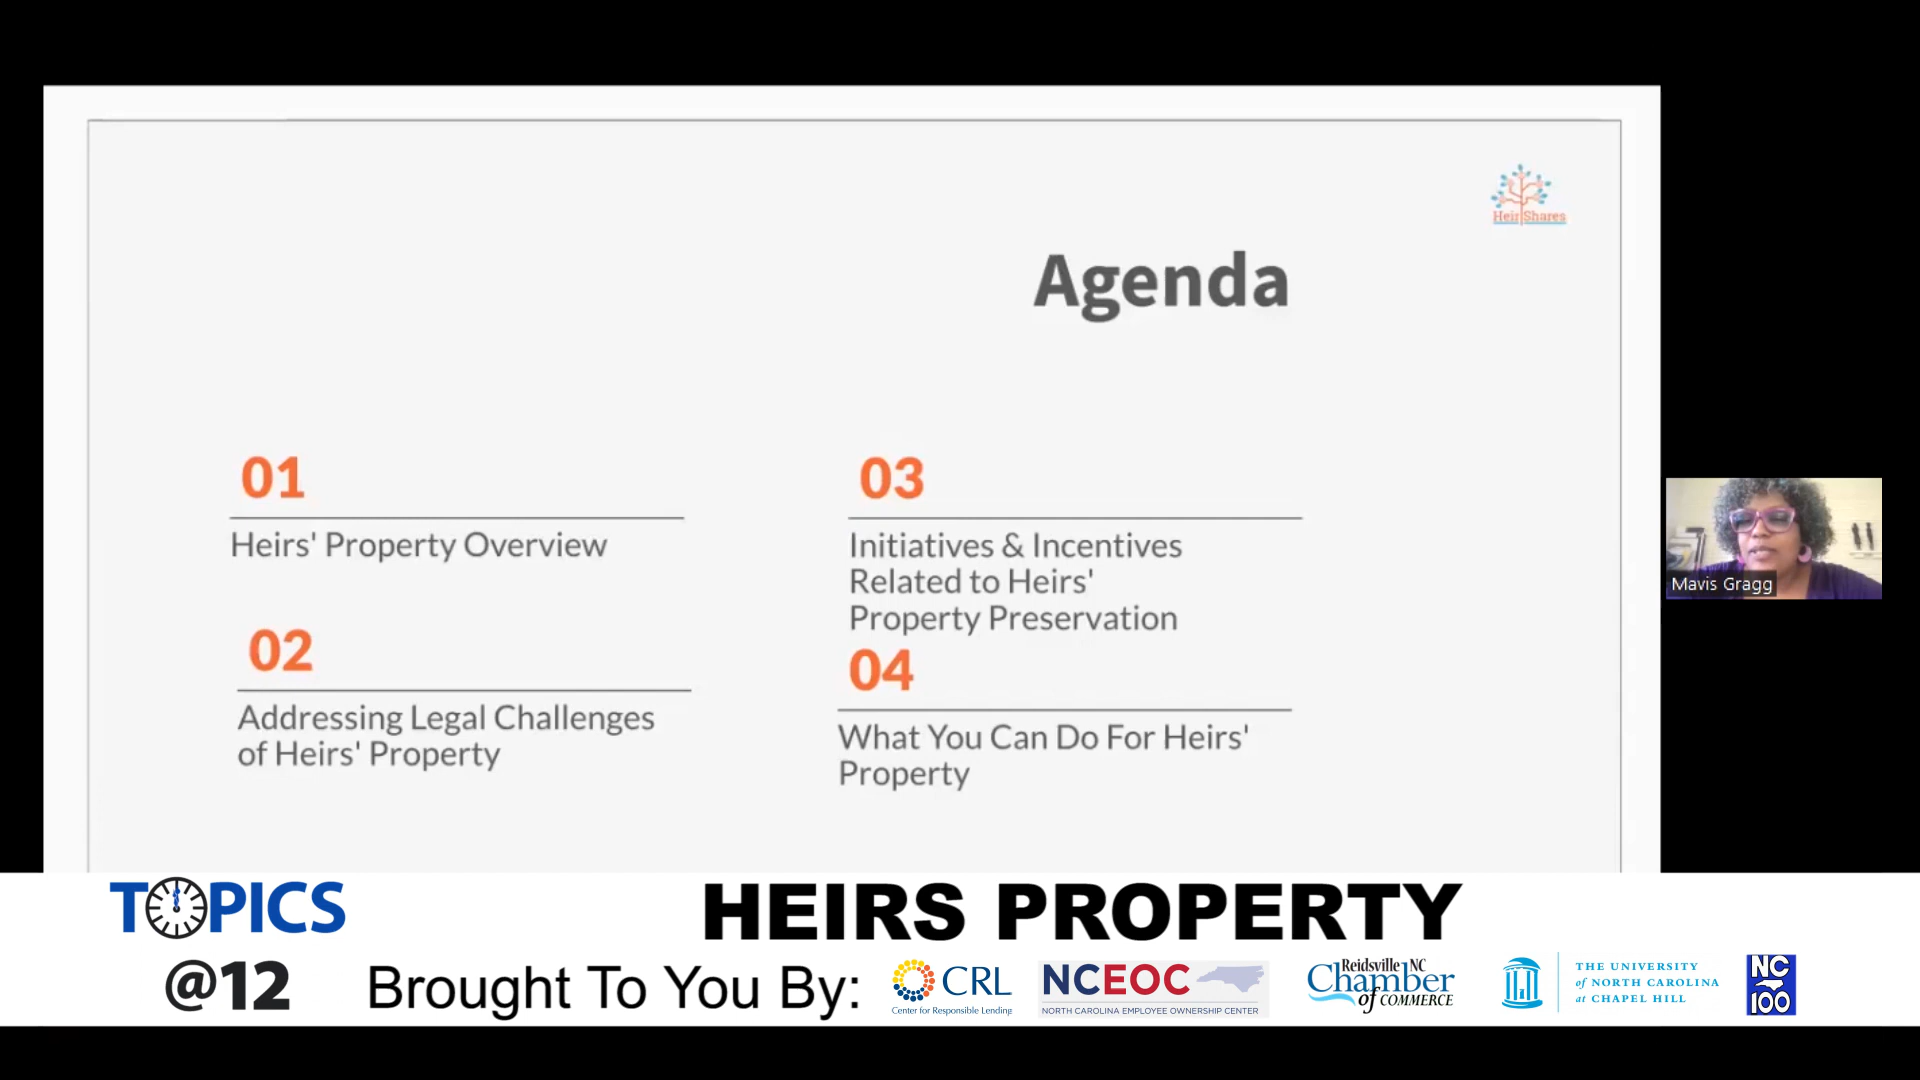 Heir Shares
Agenda
01
Heirs' Property Overview
02
Addressing Legal Challenges
of Heirs' Property
03
Initiatives & Incentives
Related to Heirs'
Property Preservation
04
What You Can Do For Heirs'
Property
Mavis Gragg
TOPICS
@12
HEIRS PROPERTY
Brought To You By:
CRL
Center for Responsible Lending
NCEOC
NORTH CAROLINA EMPLOYEE OWNERSHIP CENTER
Reidsville NC
Chamber
of COMMERCE
THE UNIVERSITY
of NORTH CAROLINA
at CHAPEL HILL
NC
100